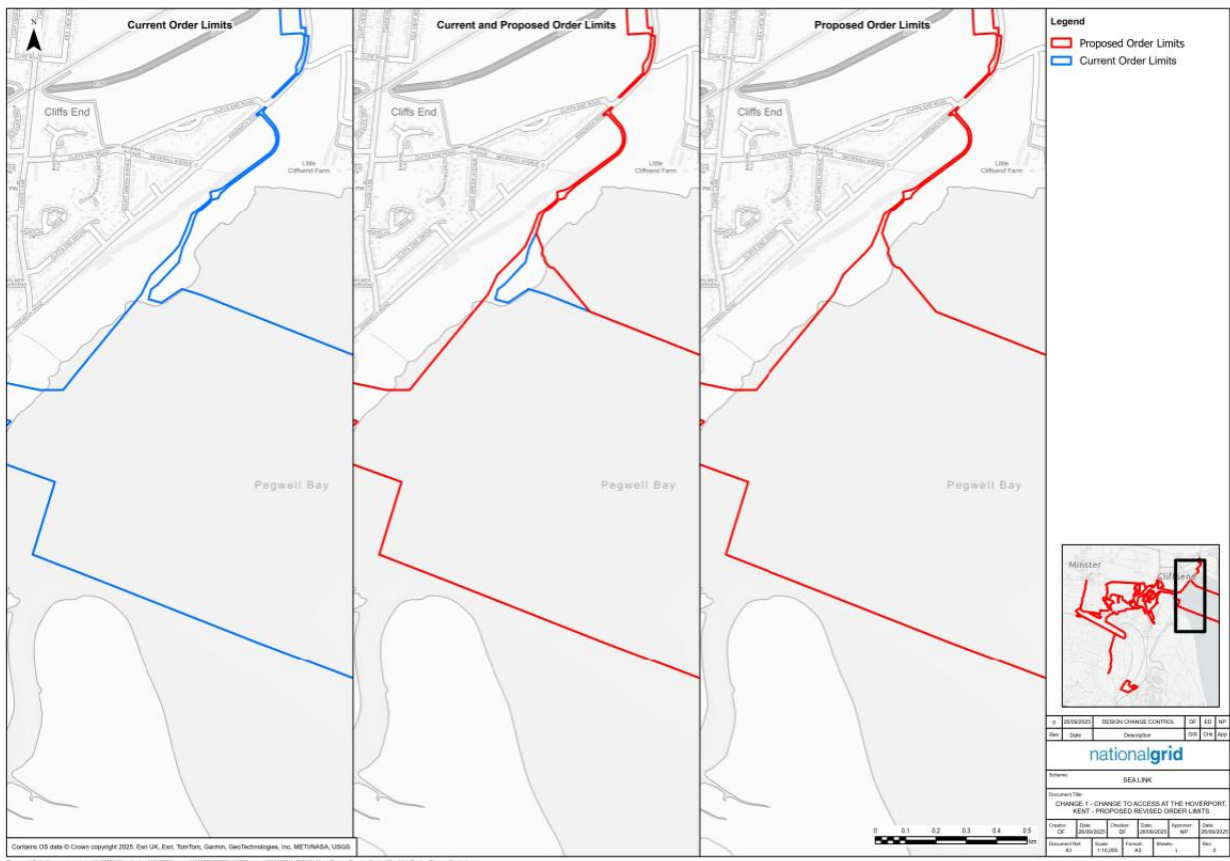 Current Order Limits
Current and Proposed Order Limits
Proposed Order Limits
N
Cliffs End
Little
Cliffsend Farm
Pegwell Bay
Cliffs End
Little
Cliffsend Farm
Pegwell Bay
Cliffs End
Little
Cliffsend Farm
Pegwell Bay
0 0.1 0.2 0.3 0.4 0.5
km
Contains OS data © Crown copyright 2025. Esri UK, Esri, TomTom, Garmin, GeoTechnologies, Inc, METI/NASA, USGS
Legend
Proposed Order Limits
Current Order Limits
Minster
Cliffsend
26/09/2025 DESIGN CHANGE CONTROL DF ED NP
Rev Date Description GIS Chk App
nationalgrid
Scheme:
SEALINK
Document Title:
CHANGE 1 - CHANGE TO ACCESS AT THE HOVERPORT,
KENT - PROPOSED REVISED ORDER LIMITS
Creator: Date: Checker: Date: Approver: Date:
DF 26/09/2025 DF 26/09/2025 NP 26/09/2025
Document Ref: Scale: Format: Sheets: Rev:
A1 1:10,000 A3 1